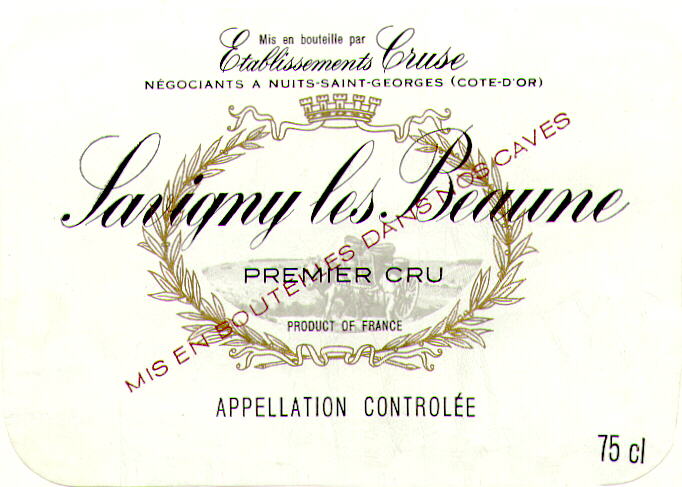 Mis en bouteille par
Etablissements Cruse
NÉGOCIANTS A NUITS-SAINT-GEORGES (COTE-D'OR)
Savigny les Beaune
MIS EN BOUTEILLES DANS NOS CAVES
PREMIER CRU
PRODUCT OF FRANCE
APPELLATION CONTROLÉE
75 cl